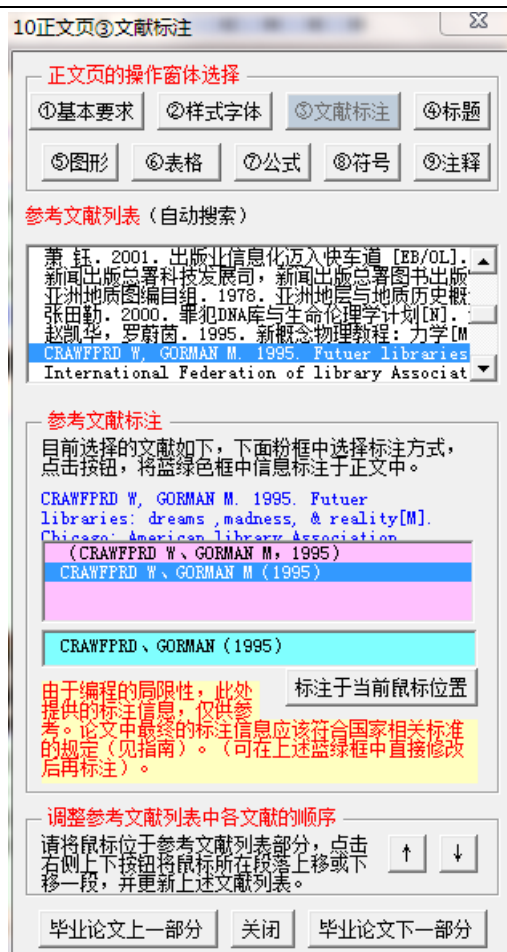 10正文页③文献标注
正文页的操作窗体选择
①基本要求 ②样式字体 ③文献标注 ④标题
⑤图形 ⑥表格 ⑦公式 ⑧符号 ⑨注释
参考文献列表（自动搜索）
萧 钰. 2001. 出版业信息化迈入快车道 [EB/OL].
新闻出版总署科技发展司，新闻出版总署图书出版
亚洲地质图编目组. 1978. 亚洲地层与地质历史概
张田勤. 2000. 罪犯DNA库与生命伦理学计划[N].
赵凯华，罗蔚茵. 1995. 新概念物理教程：力学[M
CRAWFPRD W, GORMAN M. 1995. Futuer libraries
International Federation of library Associat
参考文献标注
目前选择的文献如下，下面粉框中选择标注方式，
点击按钮，将蓝绿色框中信息标注于正文中。
CRAWFPRD W, GORMAN M. 1995. Futuer
libraries: dreams ,madness, & reality[M].
Chicago: American library Association
（CRAWFPRD W、GORMAN M，1995）
CRAWFPRD W、GORMAN M（1995）
CRAWFPRD、GORMAN（1995）
标注于当前鼠标位置
由于编程的局限性，此处
提供的标注信息，仅供参
考。论文中最终的标注信息应该符合国家相关标准
的规定（见指南）。（可在上述蓝绿框中直接修改
后再标注）。
调整参考文献列表中各文献的顺序
请将鼠标位于参考文献列表部分，点击
右侧上下按钮将鼠标所在段落上移或下
移一段，并更新上述文献列表。
↑ ↓
毕业论文上一部分 关闭 毕业论文下一部分